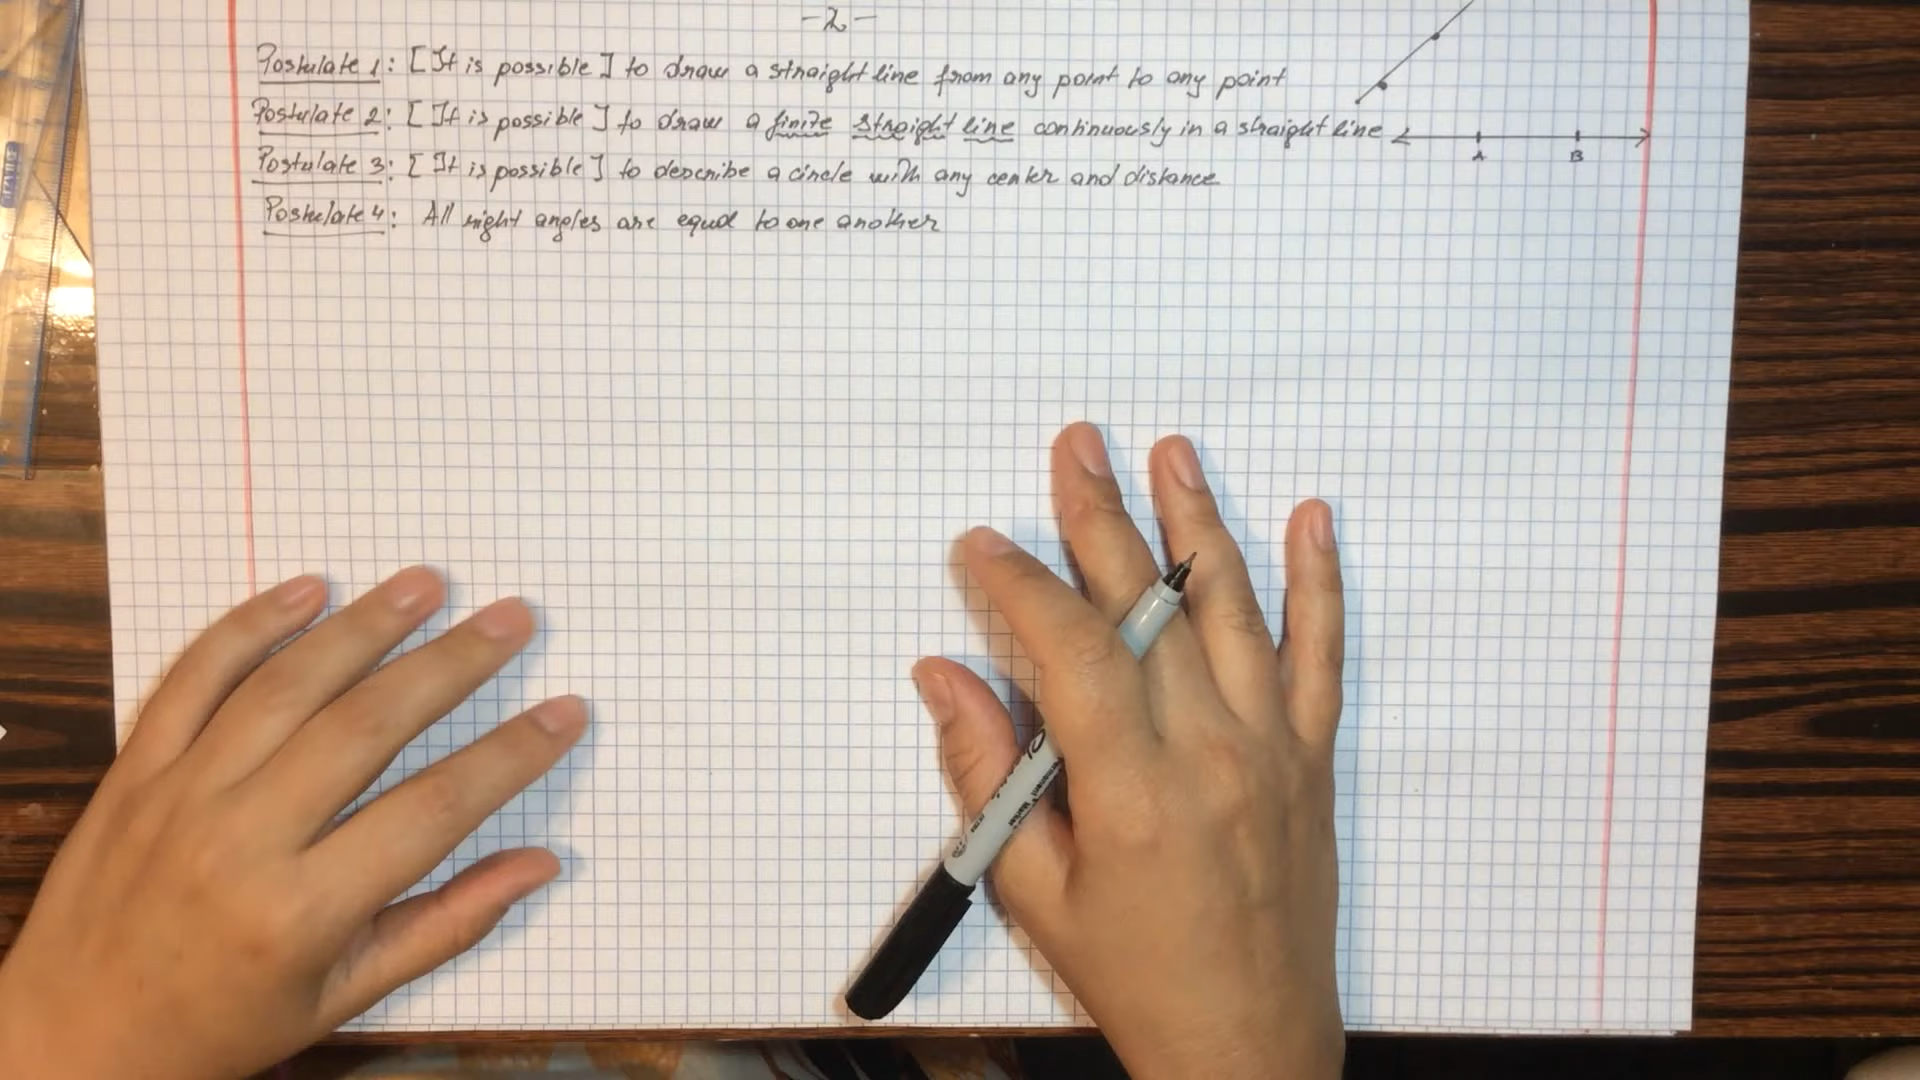 -2-
Postulate 1: [It is possible] to draw a straight line from any point to any point
Postulate 2: [It is possible] to draw a finite straight line continuously in a straight line
A B
Postulate 3: [It is possible] to describe a circle with any center and distance
Postulate 4: All right angles are equal to one another